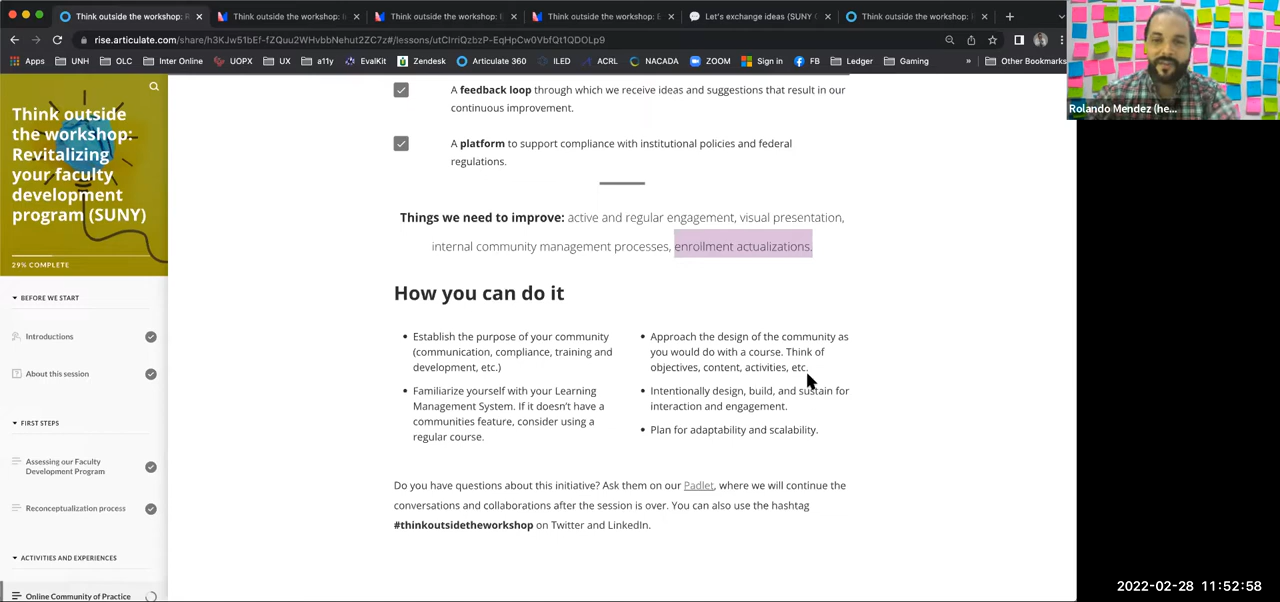 Think outside the workshop: R
Think outside the workshop: I
Think outside the workshop: D
Think outside the workshop: E
Let's exchange ideas (SUNY C
Think outside the workshop:
rise.articulate.com/share/h3KJw51bEf-fZQuu2WHvbbNehut2ZC7z#/lessons/utClrriQzbzP-EqHpCw0VbfQt1QDOLp9
Apps
UNH
OLC
Inter Online
UOPX
UX
a11y
EvalKit
Zendesk
Articulate 360
ILED
ACRL
NACADA
ZOOM
Sign in
FB
Ledger
Gaming
»
Other Bookmarks
Rolando Mendez (he...
Think outside
the workshop:
Revitalizing
your faculty
development
program (SUNY)
29% COMPLETE
BEFORE WE START
Introductions
About this session
FIRST STEPS
Assessing our Faculty
Development Program
Reconceptualization process
ACTIVITIES AND EXPERIENCES
Online Community of Practice
A feedback loop through which we receive ideas and suggestions that result in our
continuous improvement.
A platform to support compliance with institutional policies and federal
regulations.
Things we need to improve: active and regular engagement, visual presentation,
internal community management processes, enrollment actualizations.
How you can do it
• Establish the purpose of your community
(communication, compliance, training and
development, etc.)
• Familiarize yourself with your Learning
Management System. If it doesn't have a
communities feature, consider using a
regular course.
• Approach the design of the community as
you would do with a course. Think of
objectives, content, activities, etc.
• Intentionally design, build, and sustain for
interaction and engagement.
• Plan for adaptability and scalability.
Do you have questions about this initiative? Ask them on our Padlet, where we will continue the
conversations and collaborations after the session is over. You can also use the hashtag
#thinkoutsidetheworkshop on Twitter and LinkedIn.
2022-02-28 11:52:58